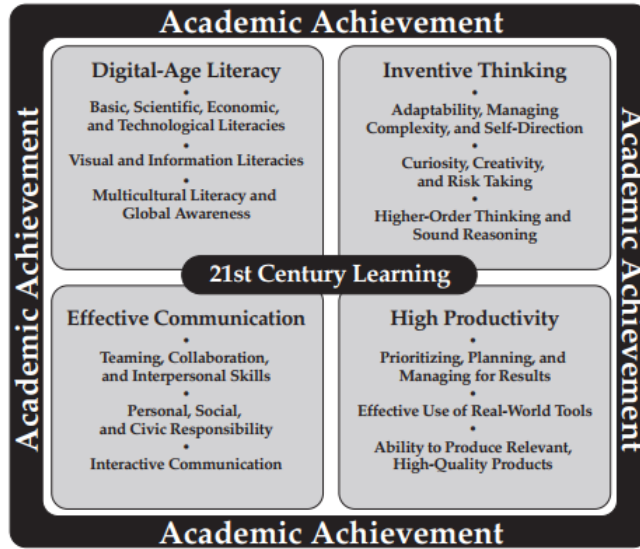 Academic Achievement
Academic Achievement
Digital-Age Literacy
•
Basic, Scientific, Economic,
and Technological Literacies
•
Visual and Information Literacies
•
Multicultural Literacy and
Global Awareness
Inventive Thinking
•
Adaptability, Managing
Complexity, and Self-Direction
•
Curiosity, Creativity,
and Risk Taking
•
Higher-Order Thinking and
Sound Reasoning
Academic Achievement
21st Century Learning
Effective Communication
•
Teaming, Collaboration,
and Interpersonal Skills
•
Personal, Social,
and Civic Responsibility
•
Interactive Communication
High Productivity
•
Prioritizing, Planning, and
Managing for Results
•
Effective Use of Real-World Tools
•
Ability to Produce Relevant,
High-Quality Products
Academic Achievement